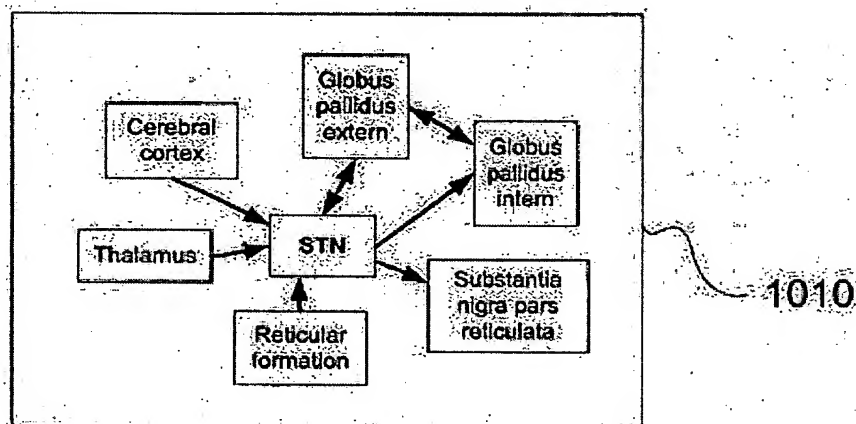 Globus
pallidus
extern
Cerebral
cortex
Globus
pallidus
intern
STN
Thalamus
Substantia
nigra pars
reticulata
1010
Reticular
formation